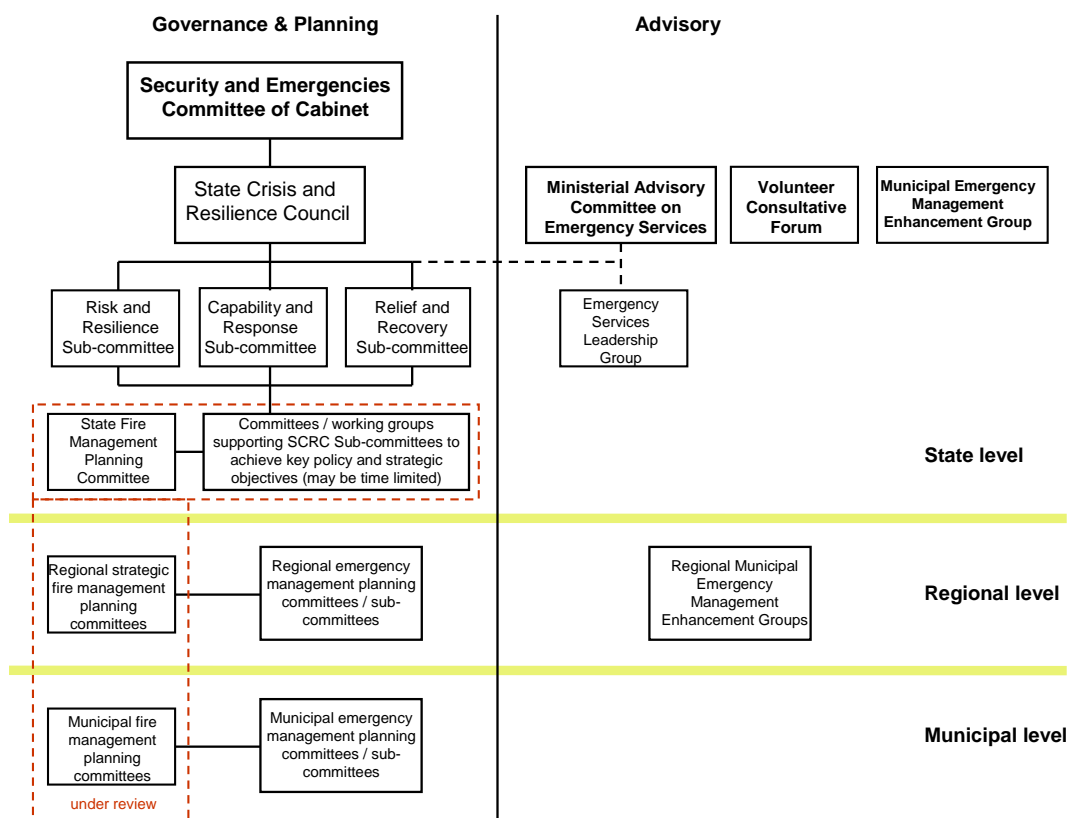 Governance & Planning
Advisory
Security and Emergencies
Committee of Cabinet
State Crisis and
Resilience Council
Ministerial Advisory
Committee on
Emergency Services
Volunteer
Consultative
Forum
Municipal Emergency
Management
Enhancement Group
Risk and
Resilience
Sub-committee
Capability and
Response
Sub-committee
Relief and
Recovery
Sub-committee
Emergency
Services
Leadership
Group
State Fire
Management
Planning
Committee
Committees / working groups
supporting SCRC Sub-committees to
achieve key policy and strategic
objectives (may be time limited)
State level
Regional strategic
fire management
planning
committees
Regional emergency
management planning
committees / sub-
committees
Regional Municipal
Emergency
Management
Enhancement Groups
Regional level
Municipal fire
management
planning
committees
Municipal emergency
management planning
committees / sub-
committees
Municipal level
under review